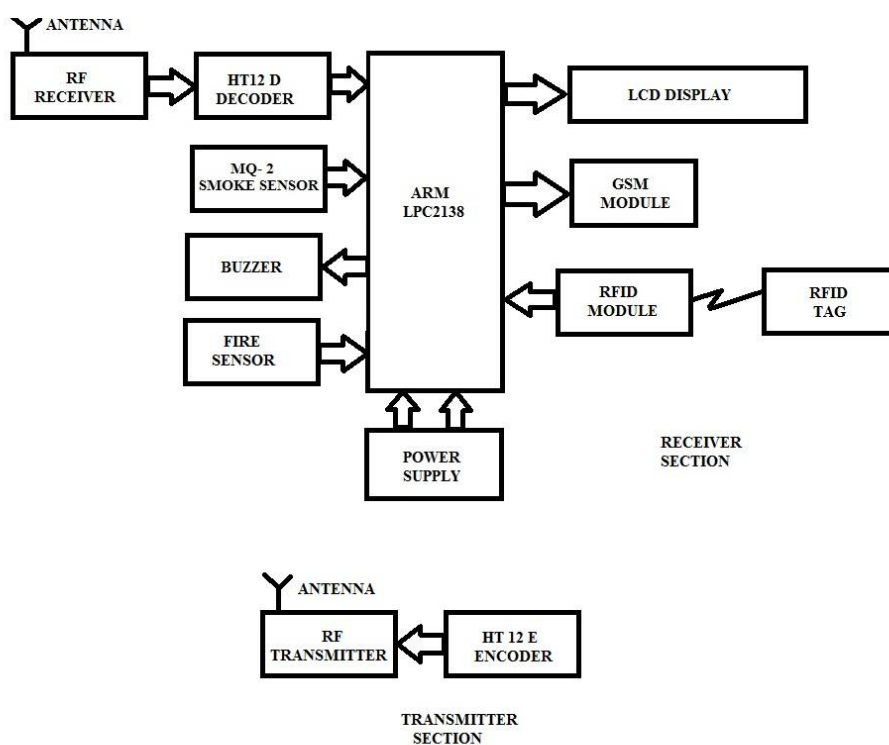 ANTENNA
RF
RECEIVER
HT12 D
DECODER
LCD DISPLAY
MQ- 2
SMOKE SENSOR
ARM
LPC2138
GSM
MODULE
BUZZER
RFID
MODULE
RFID
TAG
FIRE
SENSOR
POWER
SUPPLY
RECEIVER
SECTION
ANTENNA
RF
TRANSMITTER
HT 12 E
ENCODER
TRANSMITTER
SECTION